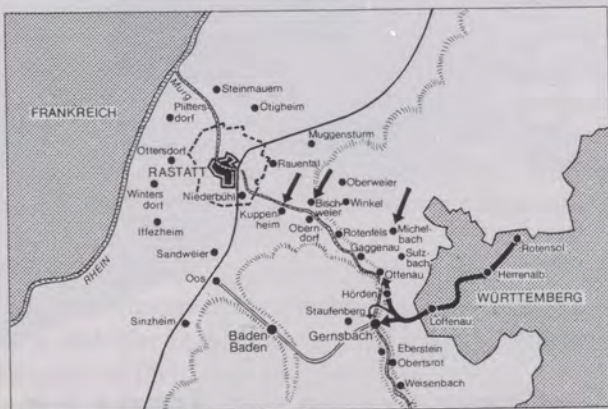 Steinmauern
Murg
FRANKREICH
Plitters-
dorf
Ötigheim
Muggensturm
Ottersdorf
RASTATT
Rauental
Oberweier
Winters
dorf
Niederbühl
Bisch-
weier
Winkel
Kuppen
heim
Iffezheim
Obern-
dorf
Rotenfels
Michel-
bach
Rotensol
Gaggenau
Sulz-
bach
Sandweier
RHEIN
Ottenau
Herrenalb
Oos
Hörden
WÜRTTEMBERG
Staufenberg
Loffenau
Sinzheim
Baden
Baden
Gernsbach
Eberstein
Obertsrot
Weisenbach